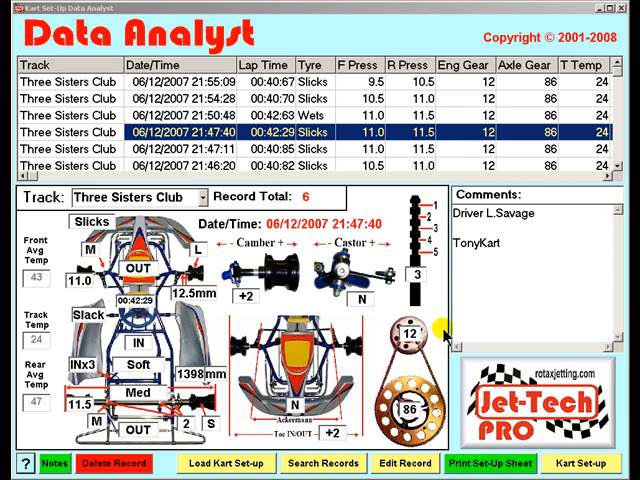 Kart Set-Up Data Analyst
Data Analyst
Copyright © 2001-2008
Track Date/Time Lap Time Tyre F Press R Press Eng Gear Axle Gear T Temp
Three Sisters Club 06/12/2007 21:55:09 00:40:67 Slicks 9.5 10.5 12 86 24
Three Sisters Club 06/12/2007 21:54:28 00:40:70 Slicks 10.5 11.0 12 86 24
Three Sisters Club 06/12/2007 21:50:48 00:42:63 Wets 11.0 11.5 12 86 24
Three Sisters Club 06/12/2007 21:47:40 00:42:29 Slicks 11.0 11.5 12 86 24
Three Sisters Club 06/12/2007 21:47:11 00:40:85 Slicks 11.0 11.5 12 86 24
Three Sisters Club 06/12/2007 21:46:20 00:40:82 Slicks 10.5 11.0 12 86 24
Track: Three Sisters Club Record Total: 6
Comments:
Driver L.Savage
TonyKart
Slicks
Date/Time: 06/12/2007 21:47:40
Front
Avg
Temp
43
M
L
OUT
11.0
12.5mm
00:42:29
- Camber +
- Castor +
+2
N
1
2
3
4
5
3
Track
Temp
24
Slack
IN
Rear
Avg
Temp
47
INx3
Soft
1398mm
Med
11.5
M
OUT
2
S
N
Ackermann
Toe IN/OUT
+2
12
86
rotaxjetting.com
Jet-Tech
PRO
?
Notes
Delete Record
Load Kart Set-up
Search Records
Edit Record
Print Set-Up Sheet
Kart Set-up